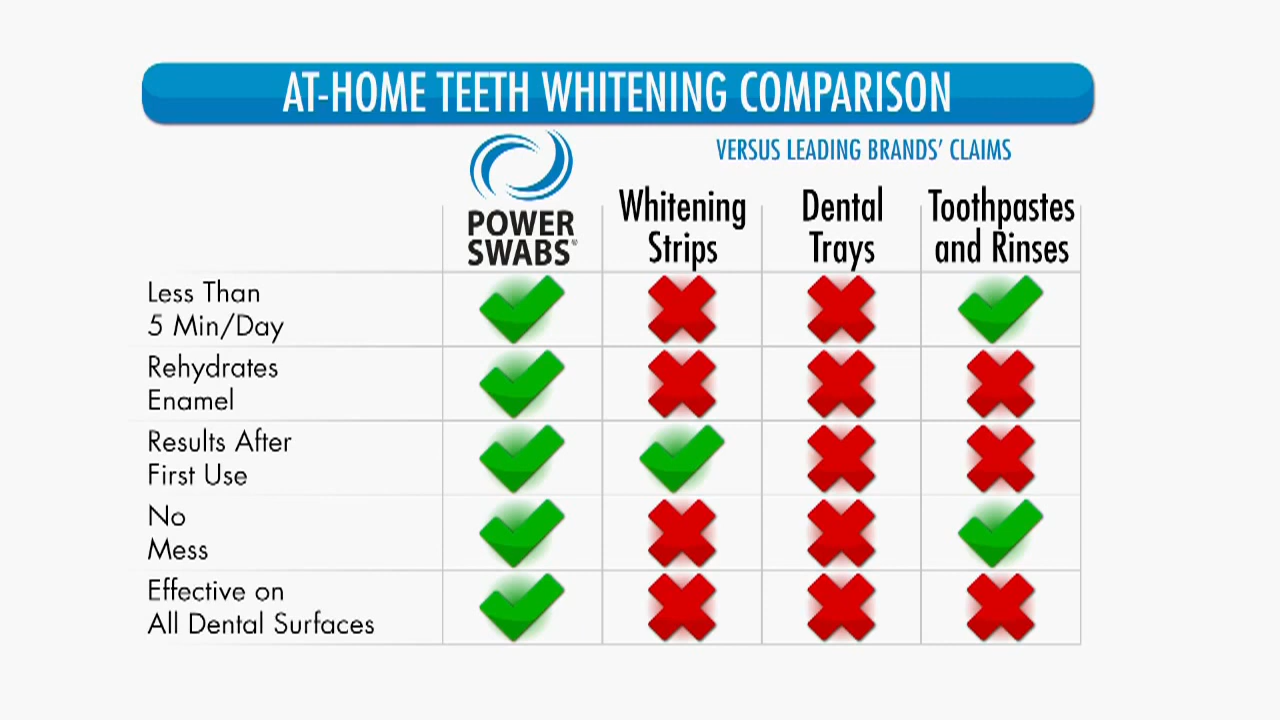 AT-HOME TEETH WHITENING COMPARISON
VERSUS LEADING BRANDS' CLAIMS
POWER
SWABS®
Whitening
Strips
Dental
Trays
Toothpastes
and Rinses
Less Than
5 Min/Day
Rehydrates
Enamel
Results After
First Use
No
Mess
Effective on
All Dental Surfaces